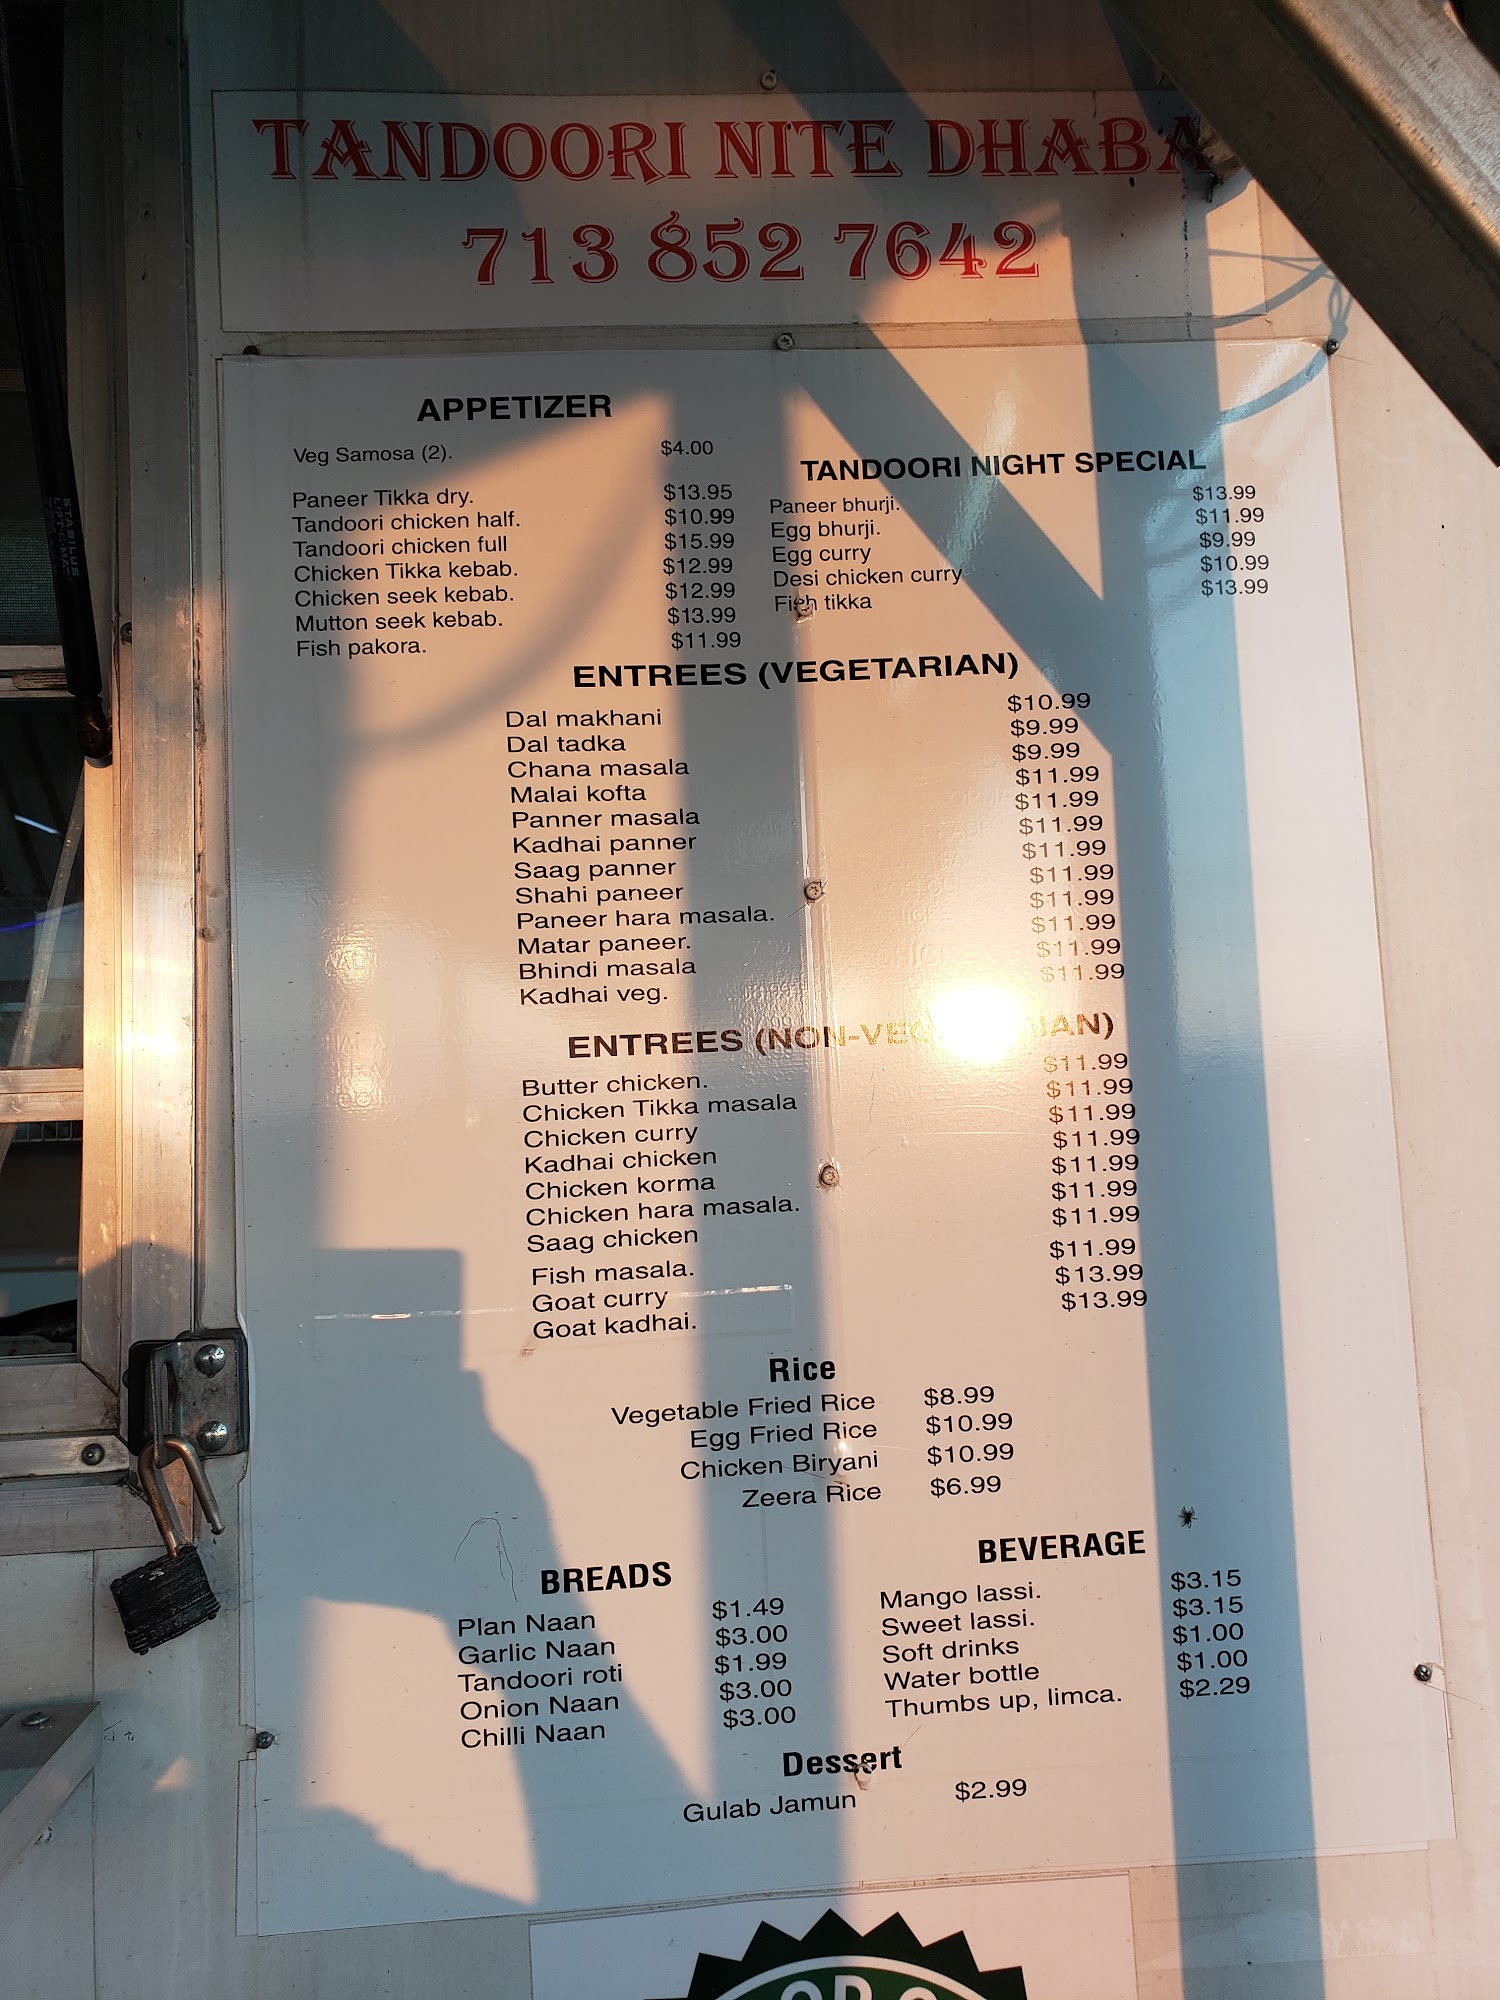 TANDOORI NITE DHABA
713 852 7642
APPETIZER
Veg Samosa (2). $4.00
Paneer Tikka dry. $13.95
Tandoori chicken half. $10.99
Tandoori chicken full $15.99
Chicken Tikka kebab. $12.99
Chicken seek kebab. $12.99
Mutton seek kebab. $13.99
Fish pakora. $11.99
TANDOORI NIGHT SPECIAL
Paneer bhurji. $13.99
Egg bhurji. $11.99
Egg curry $9.99
Desi chicken curry $10.99
Fish tikka $13.99
ENTREES (VEGETARIAN)
Dal makhani $10.99
Dal tadka $9.99
Chana masala $9.99
Malai kofta $11.99
Panner masala $11.99
Kadhai panner $11.99
Saag panner $11.99
Shahi paneer $11.99
Paneer hara masala. $11.99
Matar paneer. $11.99
Bhindi masala $11.99
Kadhai veg. $11.99
ENTREES
Butter chicken. $11.99
Chicken Tikka masala $11.99
Chicken curry $11.99
Kadhai chicken $11.99
Chicken korma $11.99
Chicken hara masala. $11.99
Saag chicken $11.99
Fish masala. $11.99
Goat curry $13.99
Goat kadhai. $13.99
Rice
Vegetable Fried Rice $8.99
Egg Fried Rice $10.99
Chicken Biryani $10.99
Zeera Rice $6.99
BREADS
Plan Naan $1.49
Garlic Naan $3.00
Tandoori roti $1.99
Onion Naan $3.00
Chilli Naan $3.00
BEVERAGE
Mango lassi. $3.15
Sweet lassi. $3.15
Soft drinks $1.00
Water bottle $1.00
Thumbs up, limca. $2.29
Dessert
Gulab Jamun $2.99